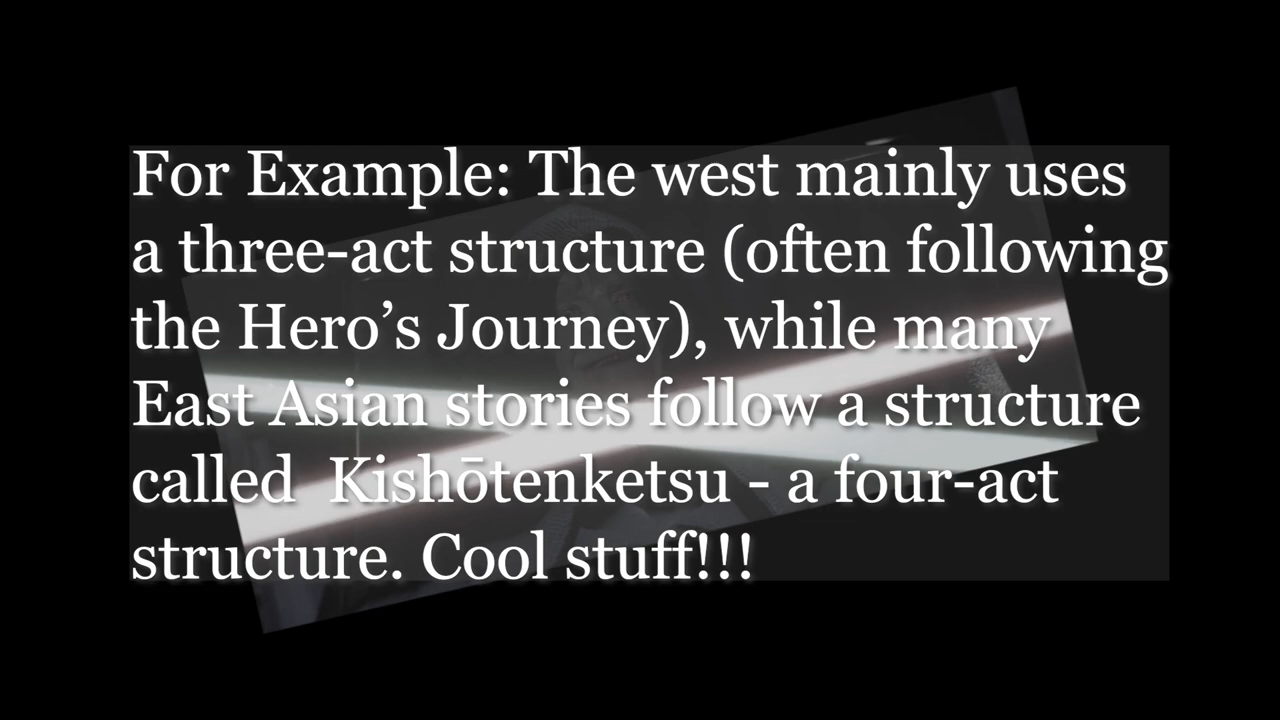 For Example: The west mainly uses
a three-act structure (often following
the Hero’s Journey), while many
East Asian stories follow a structure
called  Kishōtenketsu - a four-act
structure. Cool stuff!!!